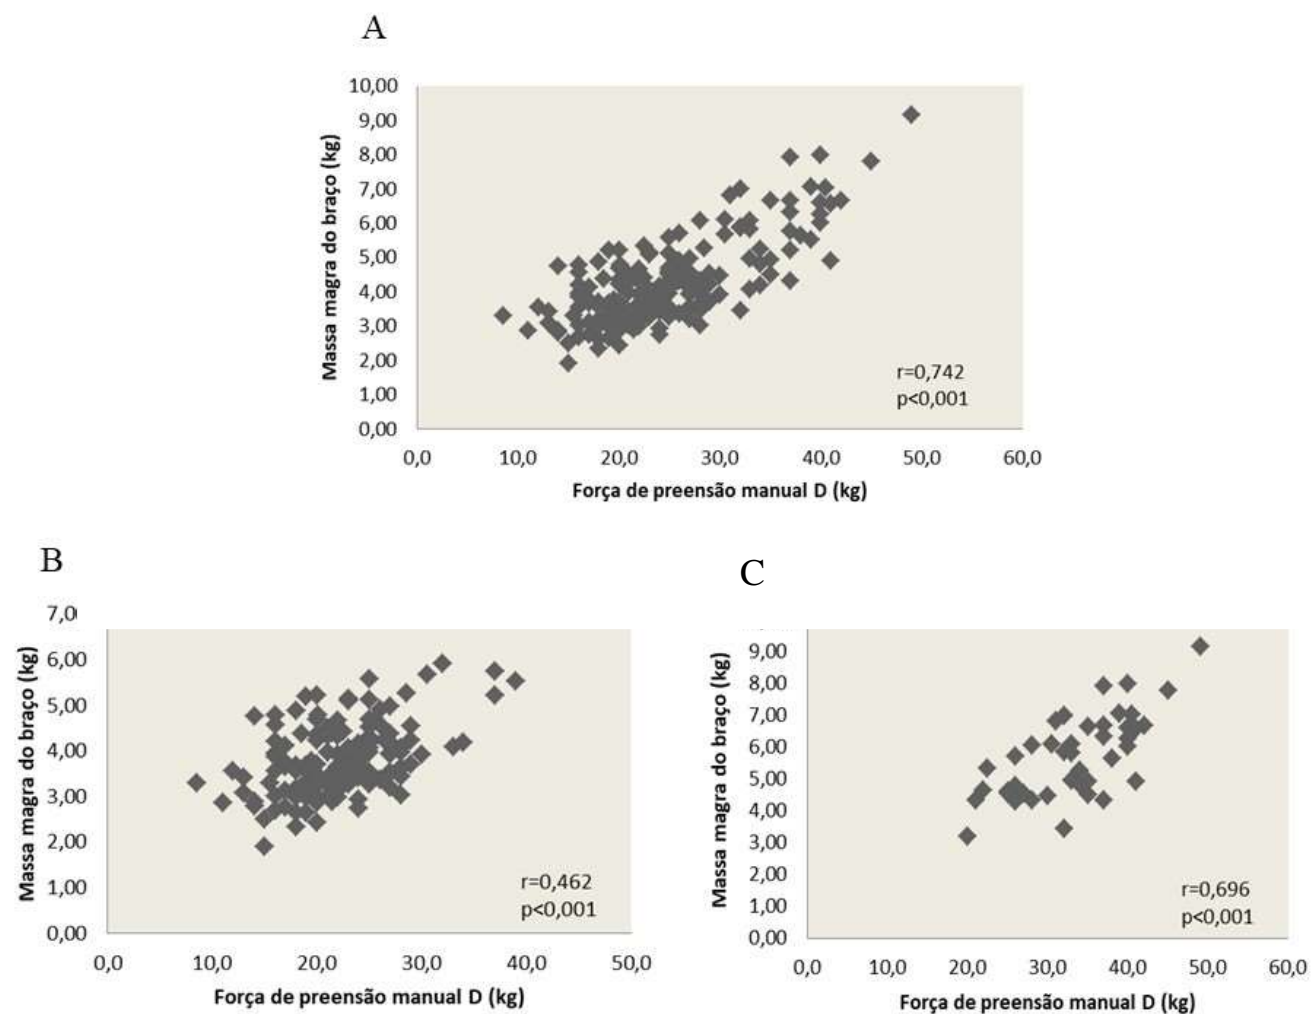 A
10,00
9,00
8,00
7,00
6,00
5,00
4,00
3,00
2,00
1,00
0,00
Massa magra do braço (kg)
r=0,742
p<0,001
0,0 10,0 20,0 30,0 40,0 50,0 60,0
Força de preensão manual D (kg)
B
7,0
6,00
5,00
4,00
3,00
2,00
1,00
0,00
Massa magra do braço (kg)
r=0,462
p<0,001
0,0 10,0 20,0 30,0 40,0 50,0
Força de preensão manual D (kg)
C
9,00
8,00
7,00
6,00
5,00
4,00
3,00
2,00
1,00
0,00
Massa magra do braço (kg)
r=0,696
p<0,001
0,0 10,0 20,0 30,0 40,0 50,0 60,0
Força de preensão manual D (kg)